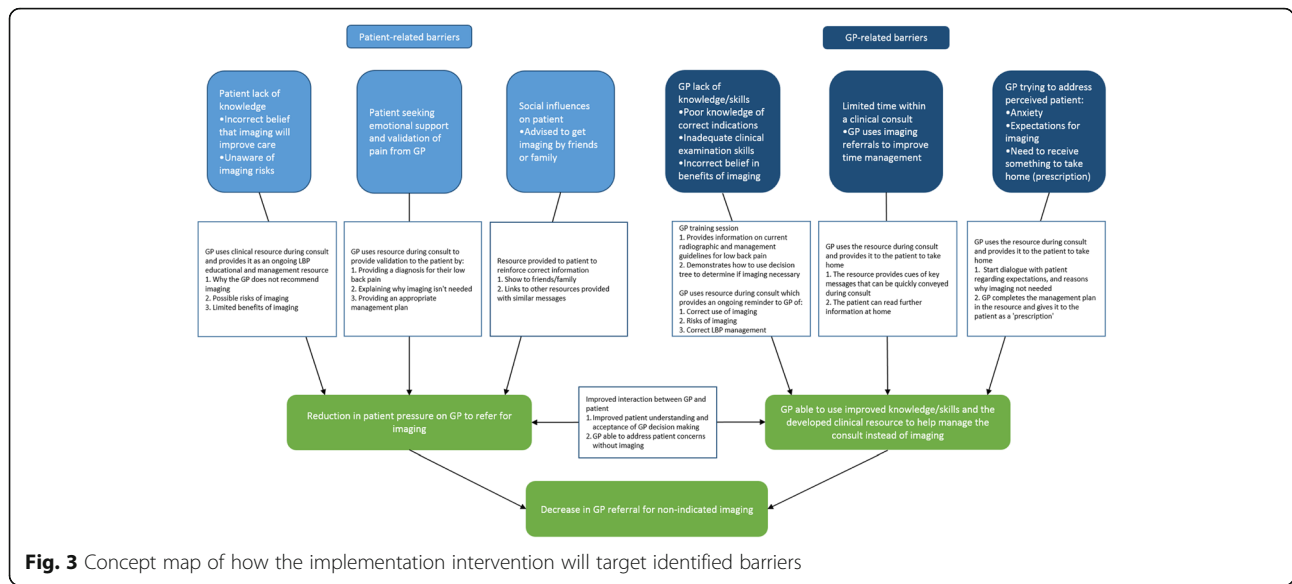 Patient-related barriers
GP-related barriers
Patient lack of
knowledge
•Incorrect belief
that imaging will
improve care
•Unaware of
imaging risks
Patient seeking
emotional support
and validation of
pain from GP
Social influences
on patient
•Advised to get
imaging by friends
or family
GP lack of
knowledge/skills
•Poor knowledge of
correct indications
•Inadequate clinical
examination skills
•Incorrect belief in
benefits of imaging
Limited time within
a clinical consult
•GP uses imaging
referrals to improve
time management
GP trying to address
perceived patient:
•Anxiety
•Expectations for
imaging
•Need to receive
something to take
home (prescription)
GP uses clinical resource during consult
and provides it as an ongoing LBP
educational and management resource
1. Why the GP does not recommend
imaging
2. Possible risks of imaging
3. Limited benefits of imaging
GP uses resource during consult to
provide validation to the patient by:
1. Providing a diagnosis for their low
back pain
2. Explaining why imaging isn't needed
3. Providing an appropriate
management plan
Resource provided to patient to
reinforce correct information
1. Show to friends/family
2. Links to other resources provided
with similar messages
GP training session
1. Provides information on current
radiographic and management
guidelines for low back pain
2. Demonstrates how to use decision
tree to determine if imaging necessary
GP uses resource during consult which
provides an ongoing reminder to GP of:
1. Correct use of imaging
2. Risks of imaging
3. Correct LBP management
GP uses the resource during consult
and provides it to the patient to take
home
1. The resource provides cues of key
messages that can be quickly conveyed
during consult
2. The patient can read further
information at home
GP uses the resource during consult
and provides it to the patient to take
home
1. Start dialogue with patient
regarding expectations, and reasons
why imaging not needed
2. GP completes the management plan
in the resource and gives it to the
patient as a 'prescription'
Reduction in patient pressure on GP to refer for
imaging
Improved interaction between GP and
patient
1. Improved patient understanding and
acceptance of GP decision making
2. GP able to address patient concerns
without imaging
GP able to use improved knowledge/skills and the
developed clinical resource to help manage the
consult instead of imaging
Decrease in GP referral for non-indicated imaging
Fig. 3 Concept map of how the implementation intervention will target identified barriers